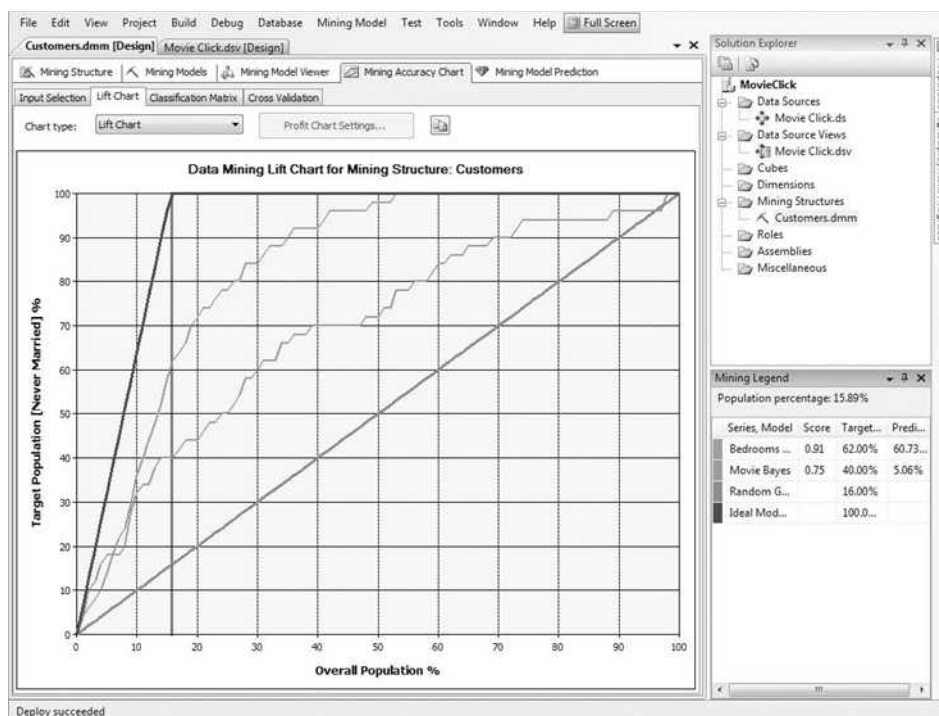 File Edit View Project Build Debug Database Mining Model Test Tools Window Help Full Screen
Customers.dmm [Design] Movie Click.dsv [Design]
Mining Structure Mining Models Mining Model Viewer Mining Accuracy Chart Mining Model Prediction
Input Selection Lift Chart Classification Matrix Cross Validation
Chart type: Lift Chart Profit Chart Settings...
Data Mining Lift Chart for Mining Structure: Customers
Target Population [Never Married] %
100
90
80
70
60
50
40
30
20
10
0
0 10 20 30 40 50 60 70 80 90 100
Overall Population %
Solution Explorer
MovieClick
Data Sources
Movie Click.ds
Data Source Views
Movie Click.dsv
Cubes
Dimensions
Mining Structures
Customers.dmm
Roles
Assemblies
Miscellaneous
Mining Legend
Population percentage: 15.89%
Series, Model Score Target... Predi...
Bedrooms ... 0.91 62.00% 60.73...
Movie Bayes 0.75 40.00% 5.06%
Random G... 16.00%
Ideal Mod... 100.0...
Deploy succeeded